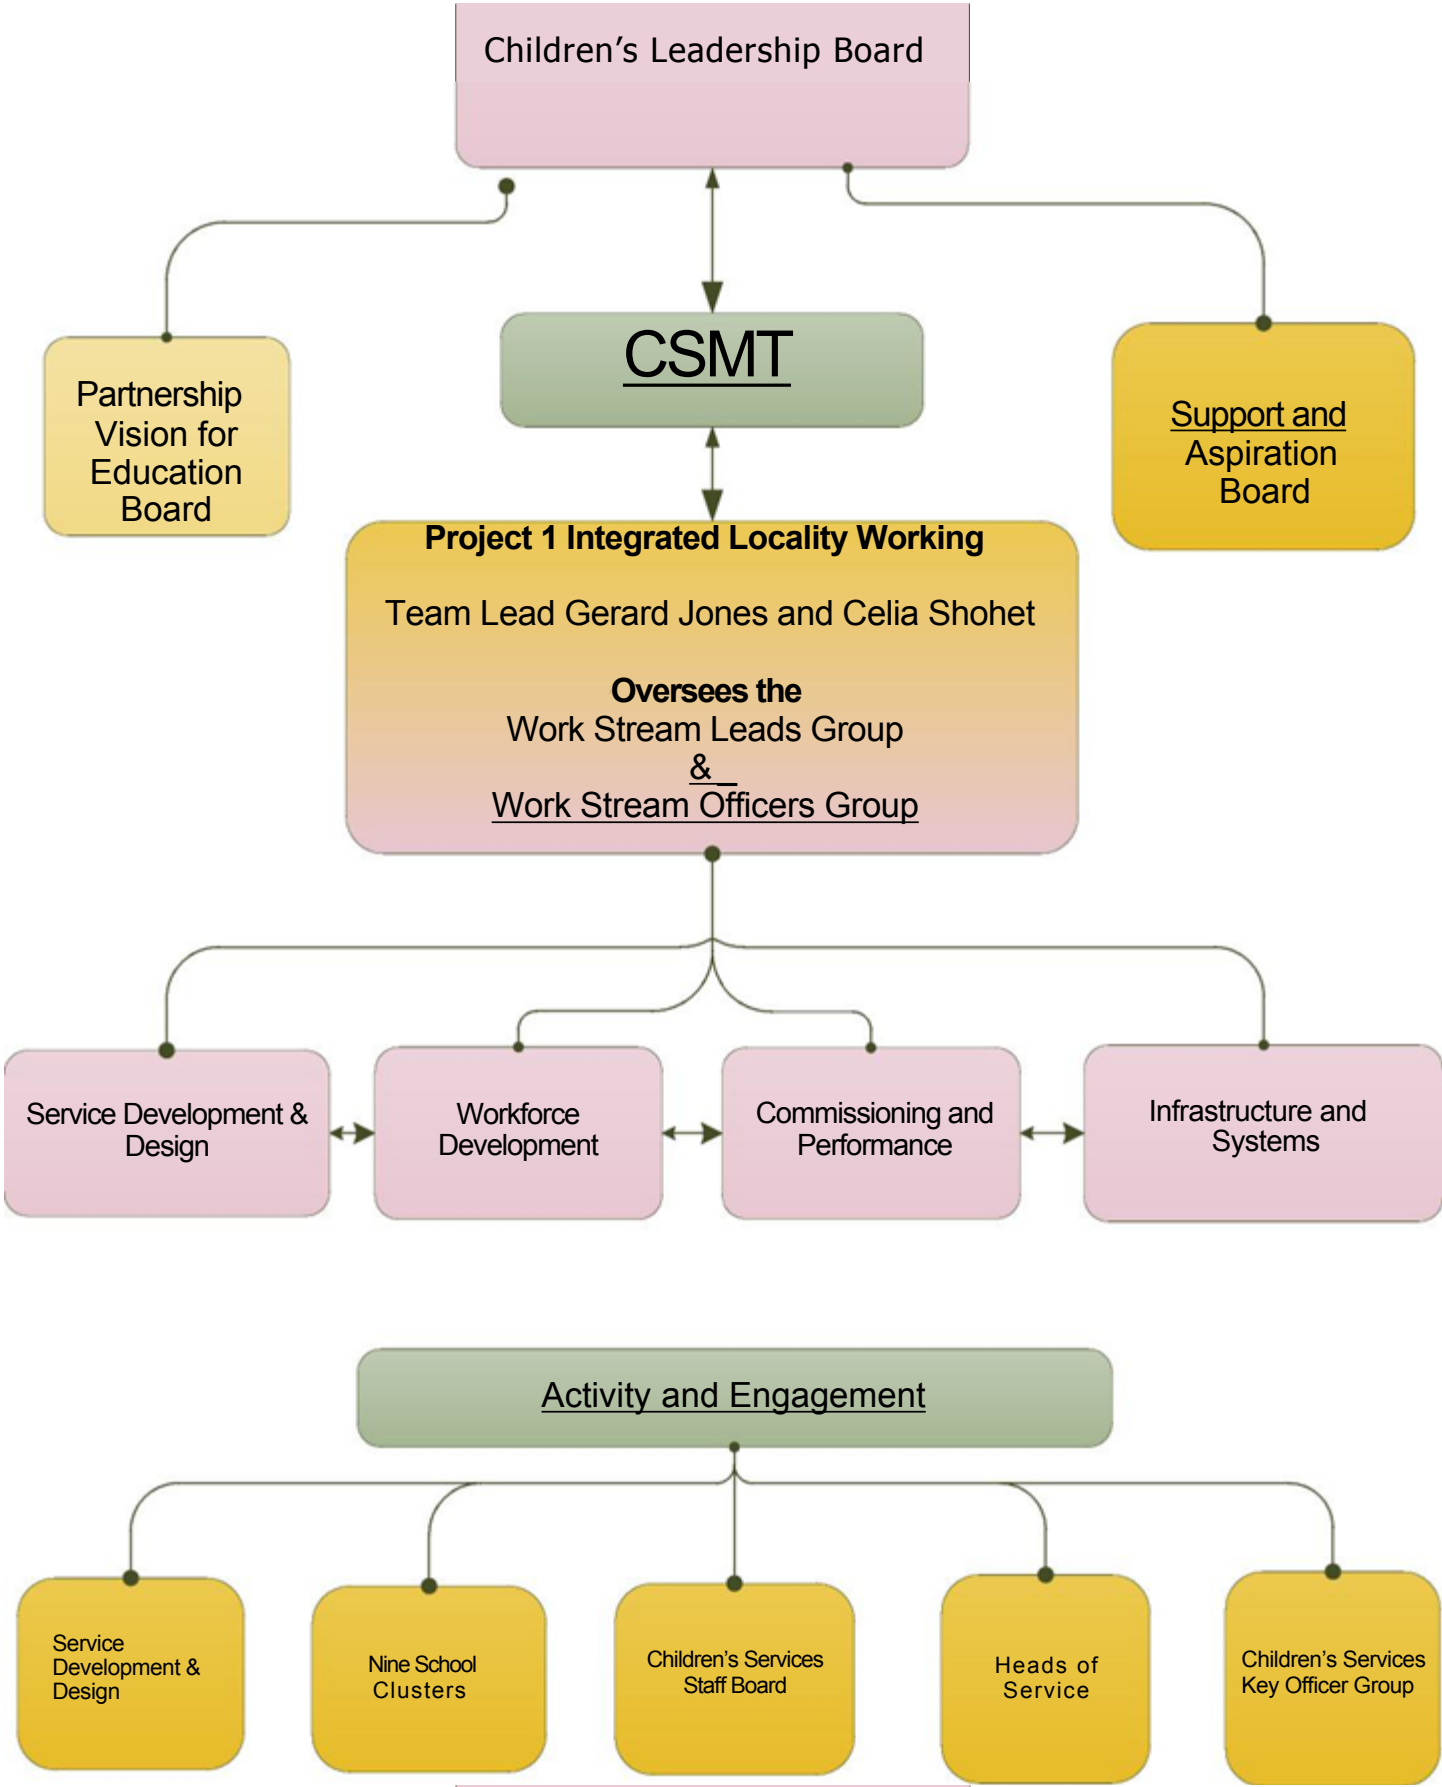 Children’s Leadership Board
CSMT
Partnership
Vision for
Education
Board
Support and
Aspiration
Board
Project 1 Integrated Locality Working
Team Lead Gerard Jones and Celia Shohet
Oversees the
Work Stream Leads Group
& _
Work Stream Officers Group
Service Development &
Design
Workforce
Development
Commissioning and
Performance
Infrastructure and
Systems
Activity and Engagement
Service
Development &
Design
Nine School
Clusters
Children’s Services
Staff Board
Heads of
Service
Children’s Services
Key Officer Group